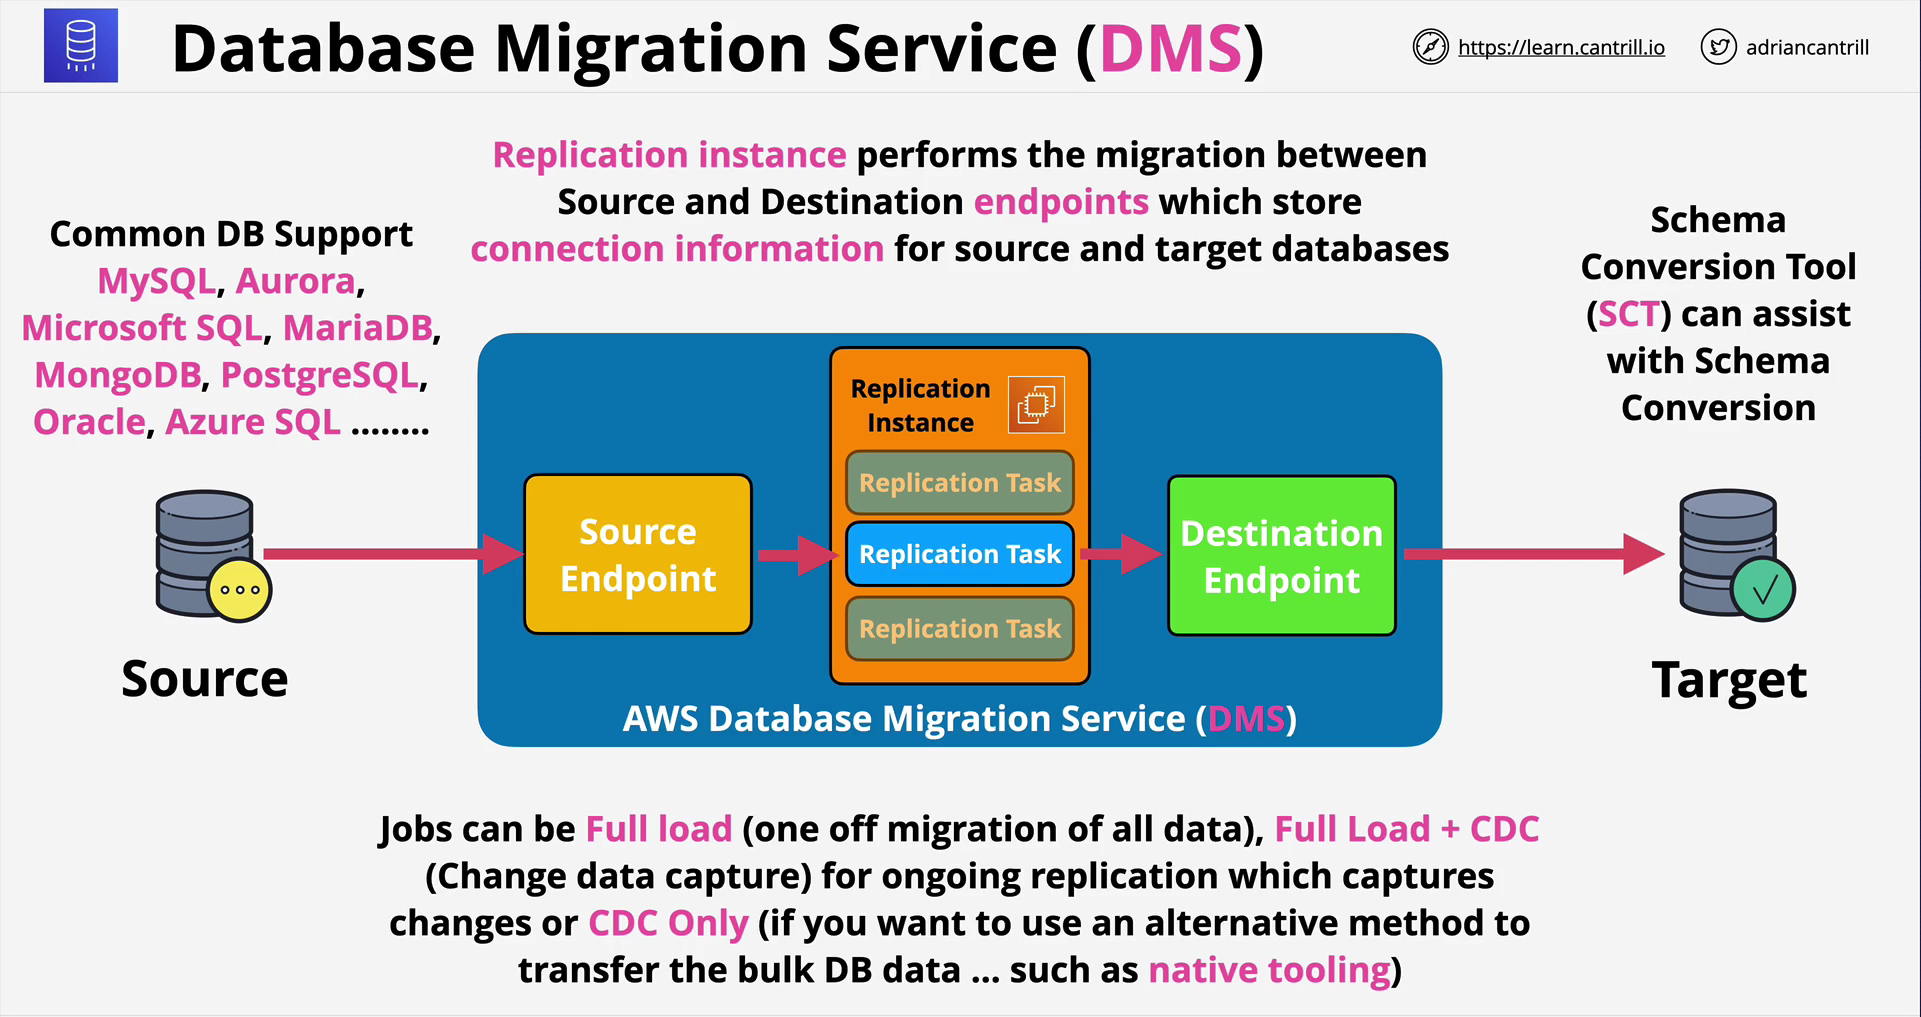 Database Migration Service (DMS)
https://learn.cantrill.io
adriancantrill
Replication instance performs the migration between
Source and Destination endpoints which store
connection information for source and target databases
Common DB Support
MySQL, Aurora,
Microsoft SQL, MariaDB,
MongoDB, PostgreSQL,
Oracle, Azure SQL ........
Schema
Conversion Tool
(SCT) can assist
with Schema
Conversion
Replication
Instance
Replication Task
Replication Task
Replication Task
Source
Endpoint
Destination
Endpoint
Source
Target
AWS Database Migration Service (DMS)
Jobs can be Full load (one off migration of all data), Full Load + CDC
(Change data capture) for ongoing replication which captures
changes or CDC Only (if you want to use an alternative method to
transfer the bulk DB data ... such as native tooling)